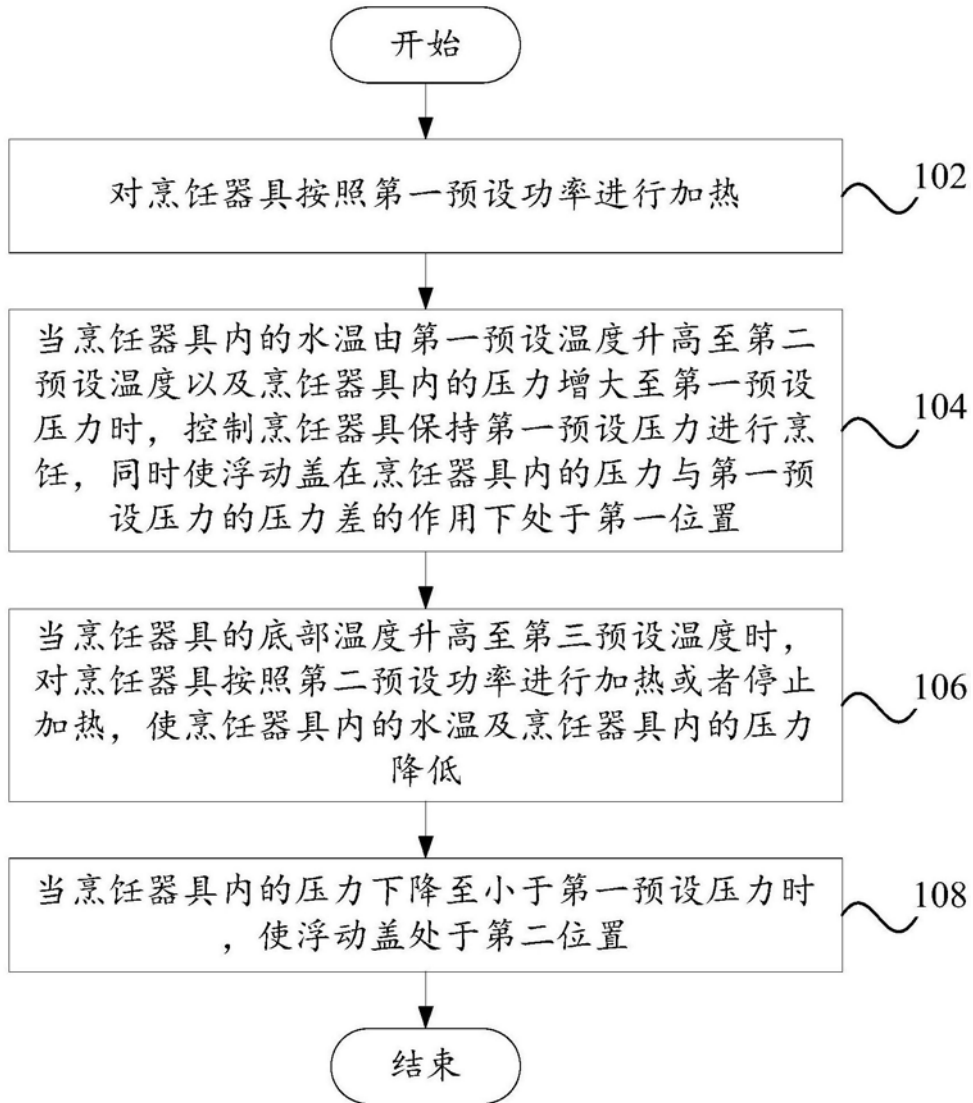 开始
对烹饪器具按照第一预设功率进行加热
102
当烹饪器具内的水温由第一预设温度升高至第二
预设温度以及烹饪器具内的压力增大至第一预设
压力时，控制烹饪器具保持第一预设压力进行烹
饪，同时使浮动盖在烹饪器具内的压力与第一预
设压力的压力差的作用下处于第一位置
104
当烹饪器具的底部温度升高至第三预设温度时，
对烹饪器具按照第二预设功率进行加热或者停止
加热，使烹饪器具内的水温及烹饪器具内的压力
降低
106
当烹饪器具内的压力下降至小于第一预设压力时
，使浮动盖处于第二位置
108
结束